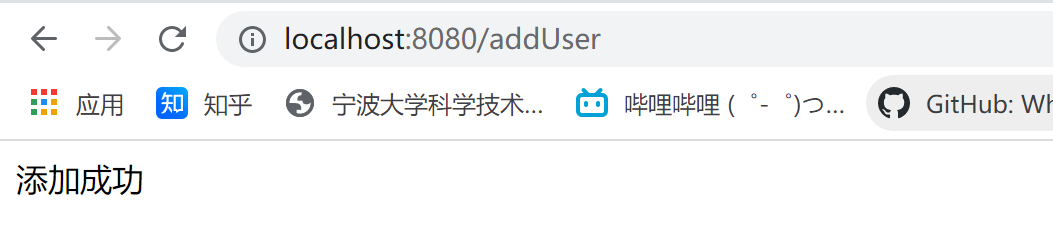 localhost:8080/addUser
应用 知 知乎 宁波大学科学技术... 哔哩哔哩 (゜-゜)つ... GitHub: Wh
添加成功